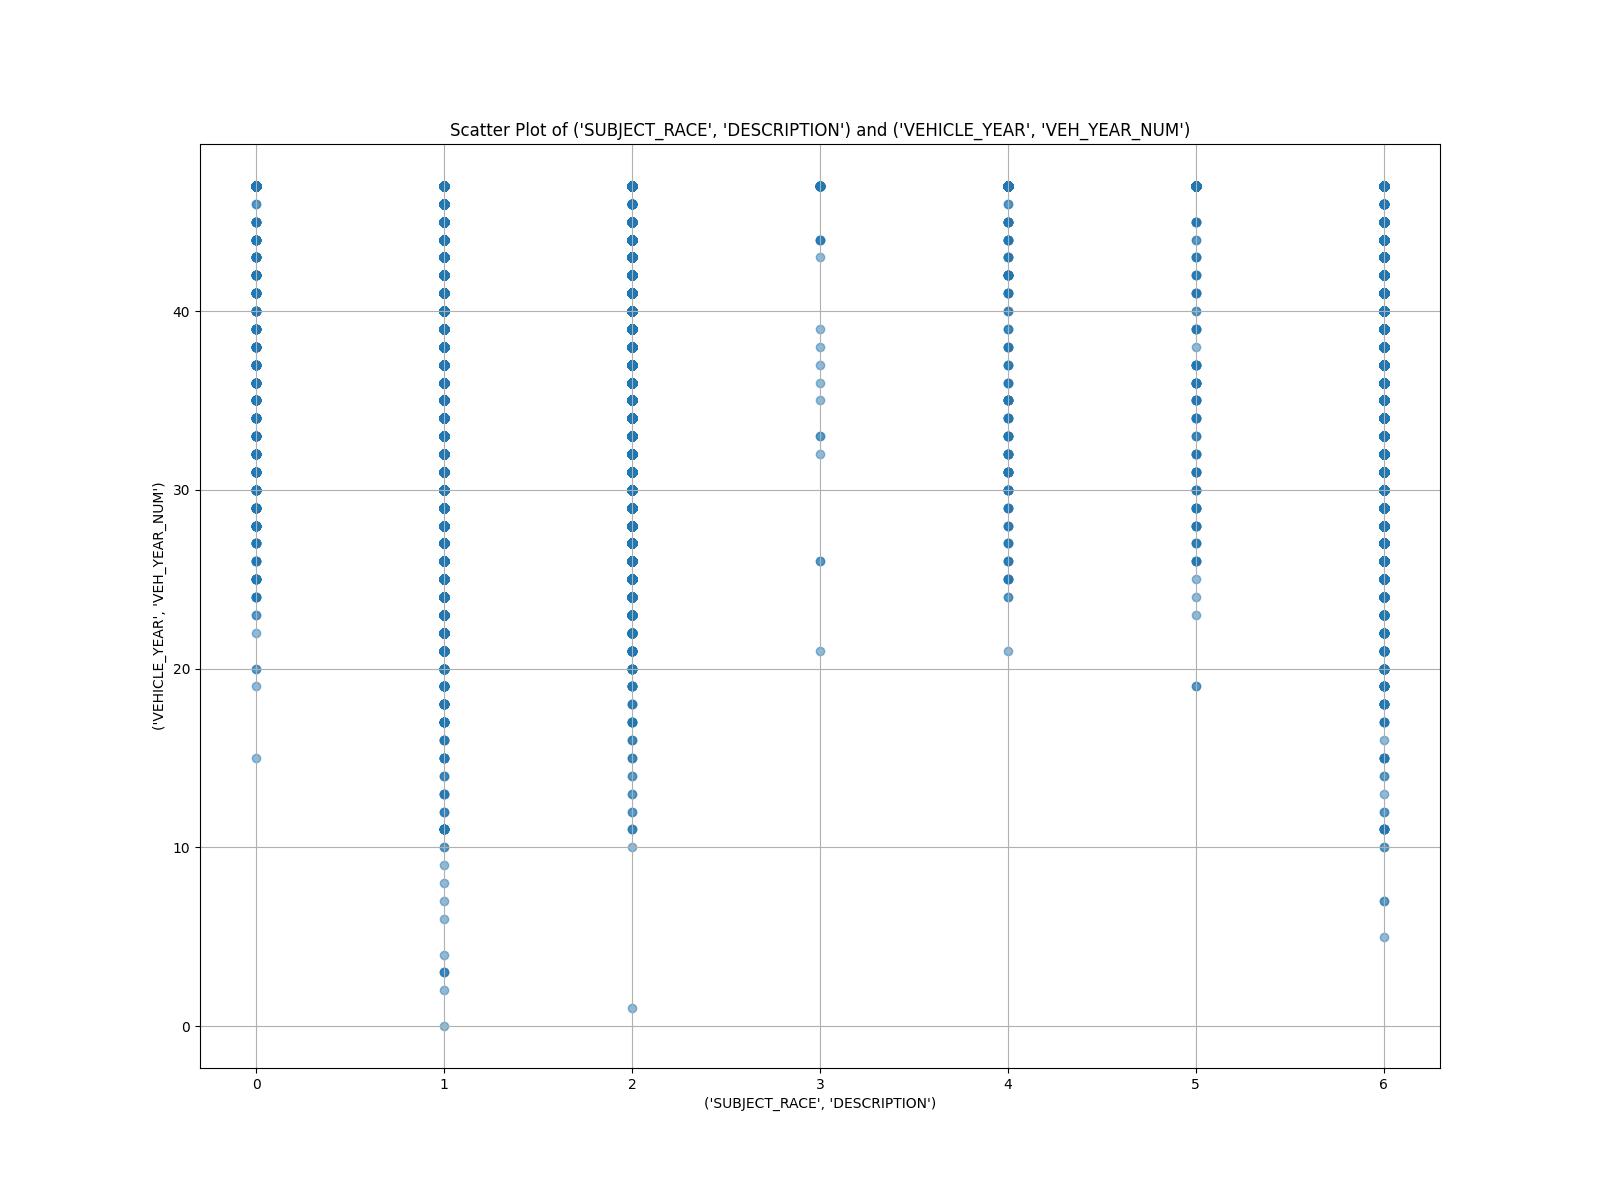 Scatter Plot of ('SUBJECT_RACE', 'DESCRIPTION') and ('VEHICLE_YEAR', 'VEH_YEAR_NUM')
('VEHICLE_YEAR', 'VEH_YEAR_NUM')
40
30
20
10
0
0 1 2 3 4 5 6
('SUBJECT_RACE', 'DESCRIPTION')